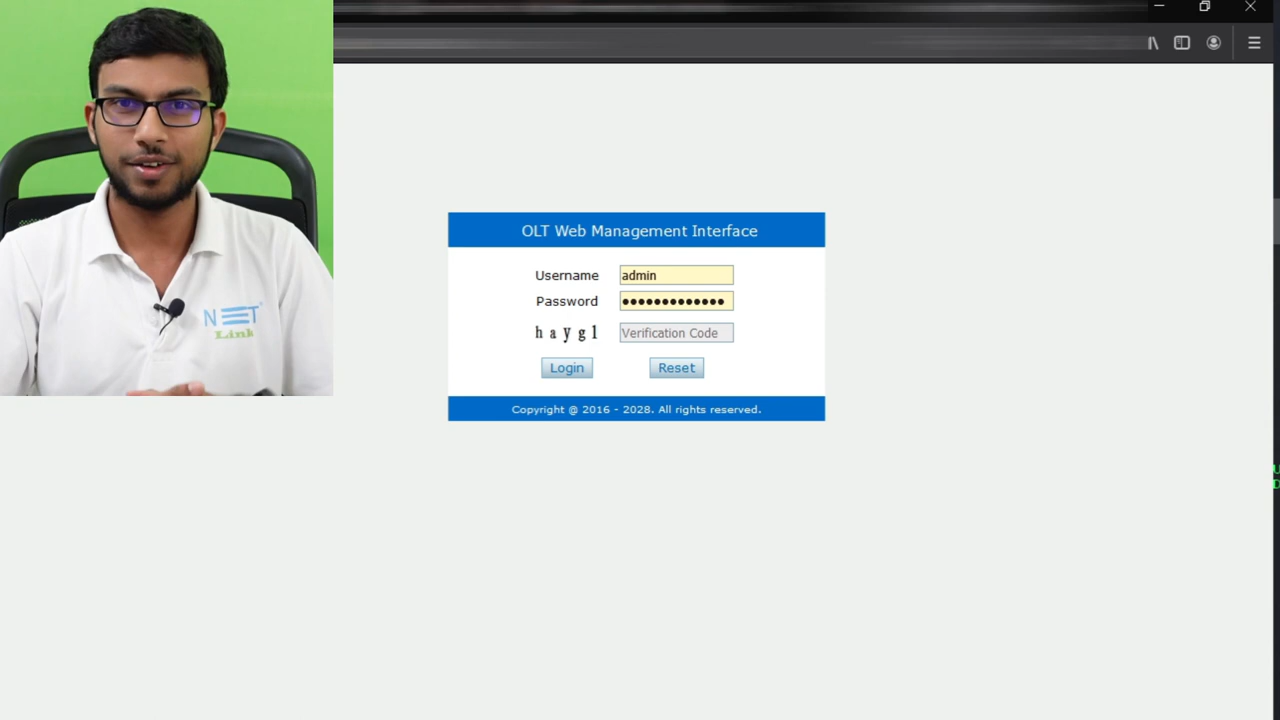 NET
Link
OLT Web Management Interface
Username admin
Password •••••••••••••
haygl Verification Code
Login Reset
Copyright @ 2016 - 2028. All rights reserved.
U
D